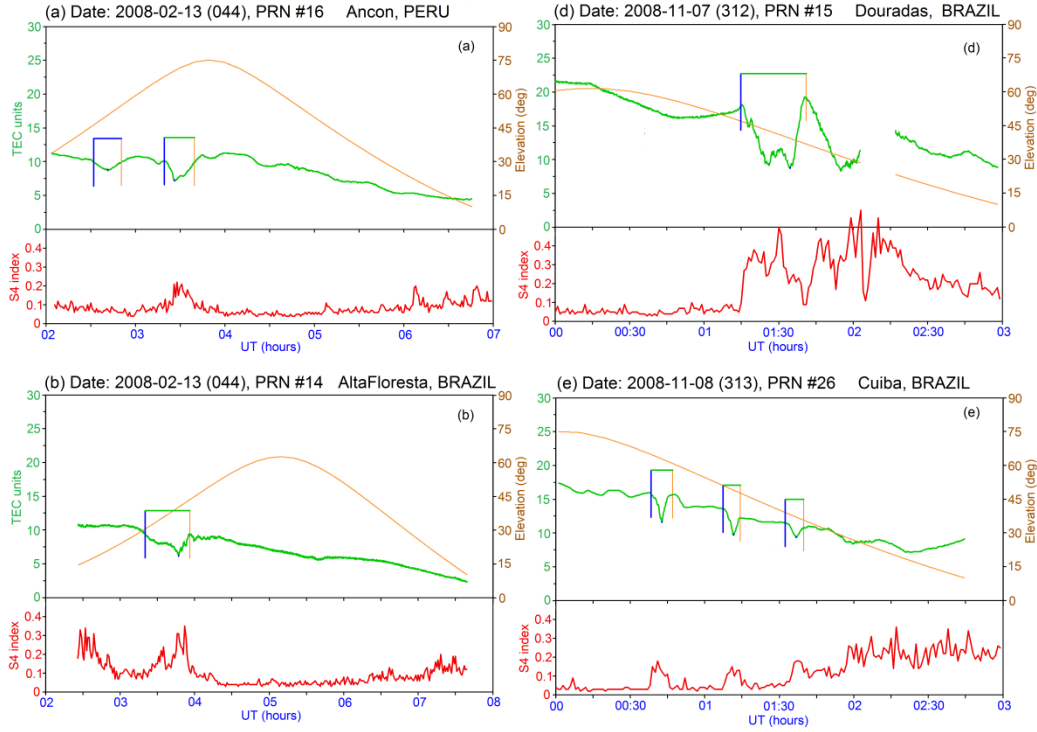 (a) Date: 2008-02-13 (044), PRN #16 Ancon, PERU
(a)
30
25
20
15
10
5
0
TEC units
90
75
60
45
30
15
0
Elevation (deg)
0.4
0.3
0.2
0.1
0
S4 index
02 03 04 05 06 07
UT (hours)
(d) Date: 2008-11-07 (312), PRN #15 Douradas, BRAZIL
(d)
30
25
20
15
10
5
0
TEC units
90
75
60
45
30
15
0
Elevation (deg)
0.4
0.3
0.2
0.1
0
S4 index
00 00:30 01 01:30 02 02:30 03
UT (hours)
(b) Date: 2008-02-13 (044), PRN #14 AltaFloresta, BRAZIL
(b)
30
25
20
15
10
5
0
TEC units
90
75
60
45
30
15
0
Elevation (deg)
0.4
0.3
0.2
0.1
0
S4 index
02 03 04 05 06 07 08
UT (hours)
(e) Date: 2008-11-08 (313), PRN #26 Cuiba, BRAZIL
(e)
30
25
20
15
10
5
0
TEC units
90
75
60
45
30
15
0
Elevation (deg)
0.4
0.3
0.2
0.1
0
S4 index
00 00:30 01 01:30 02 02:30 03
UT (hours)